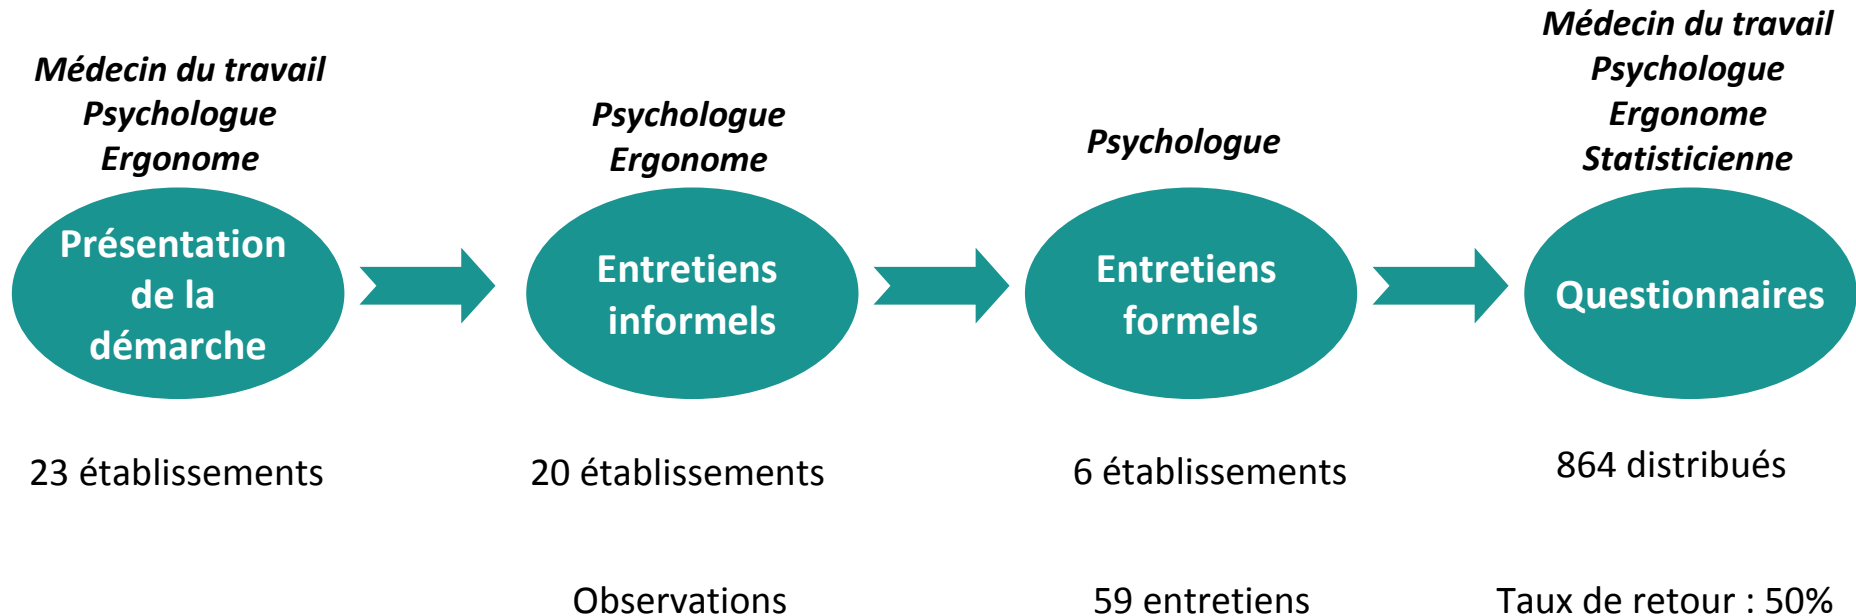 Médecin du travail
Psychologue
Ergonome
Présentation
de la
démarche
23 établissements
Psychologue
Ergonome
Entretiens
informels
20 établissements
Observations
Psychologue
Entretiens
formels
6 établissements
59 entretiens
Médecin du travail
Psychologue
Ergonome
Statisticienne
Questionnaires
864 distribués
Taux de retour : 50%